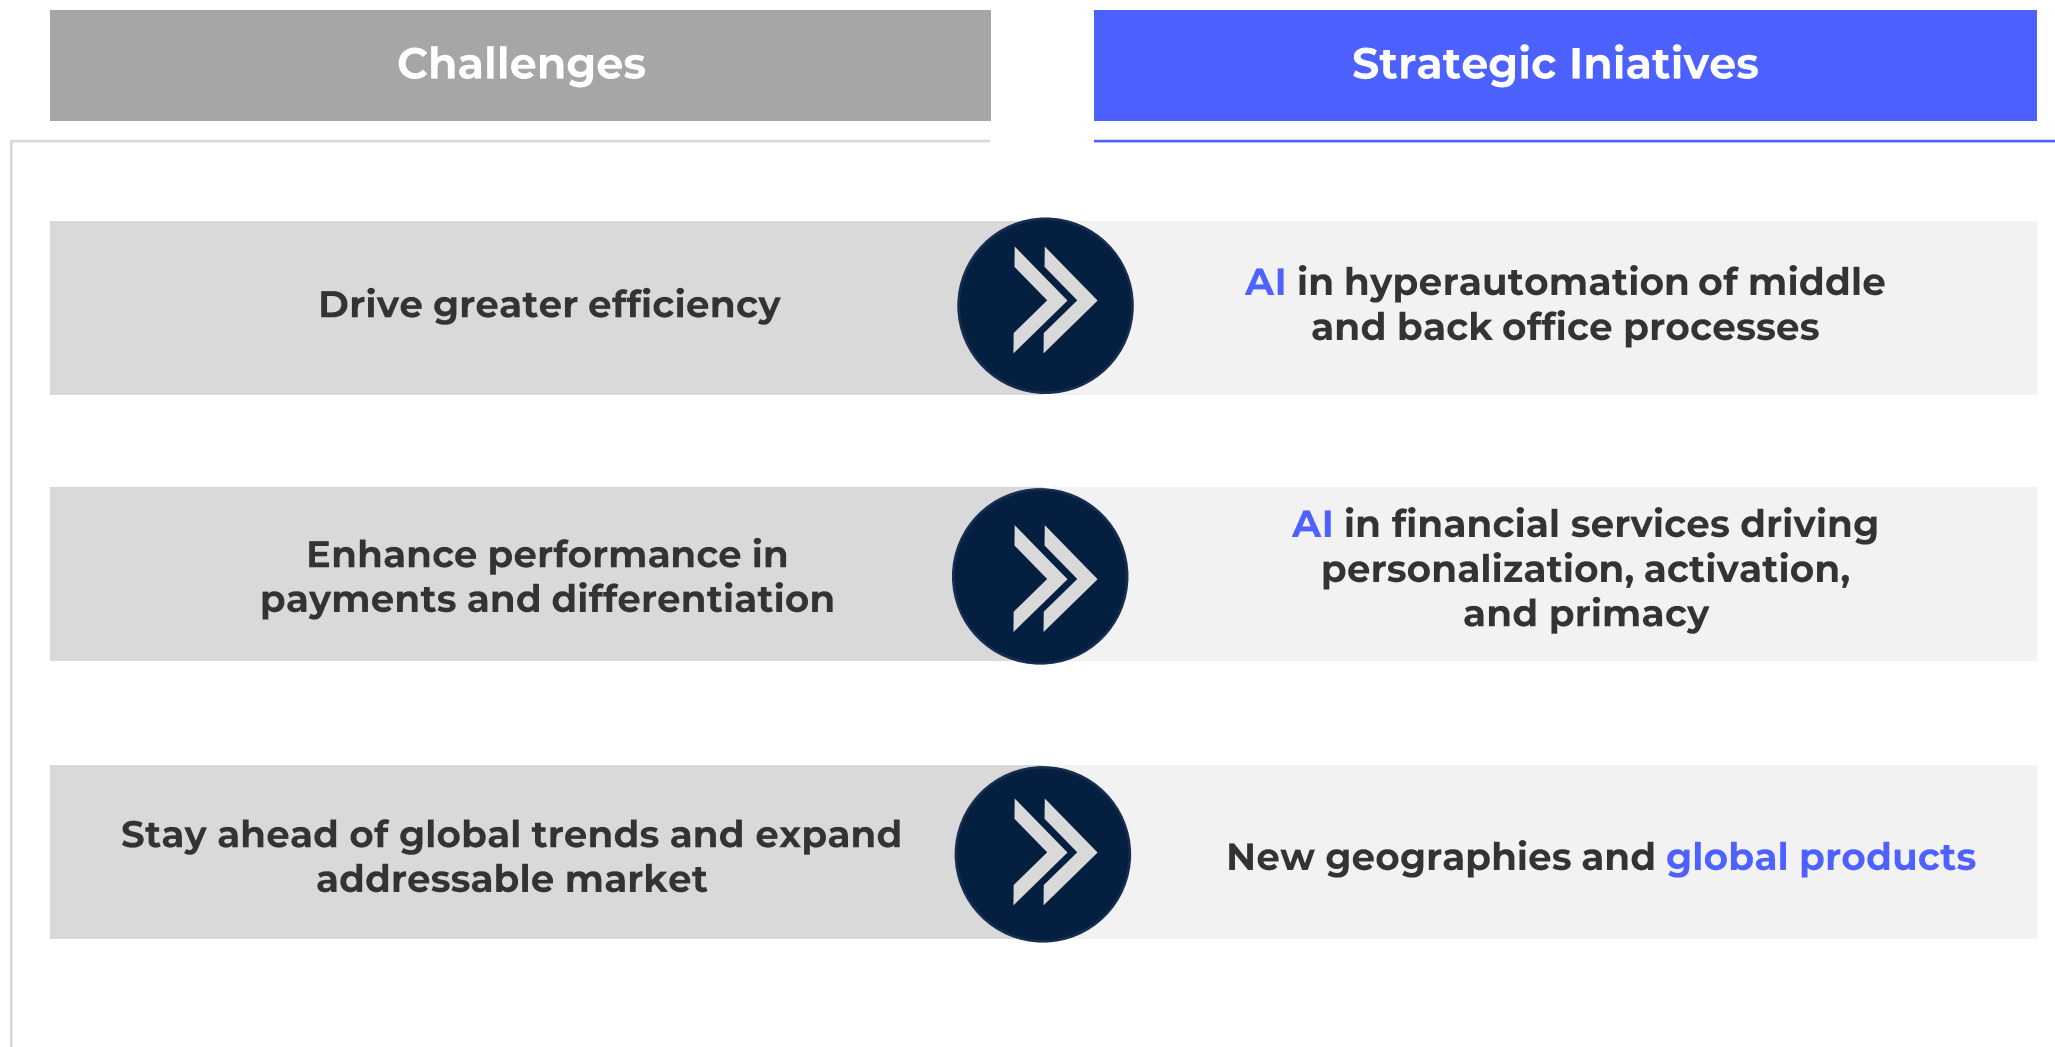 Challenges
Strategic Iniatives
Drive greater efficiency
AI in hyperautomation of middle
and back office processes
Enhance performance in
payments and differentiation
AI in financial services driving
personalization, activation,
and primacy
Stay ahead of global trends and expand
addressable market
New geographies and global products